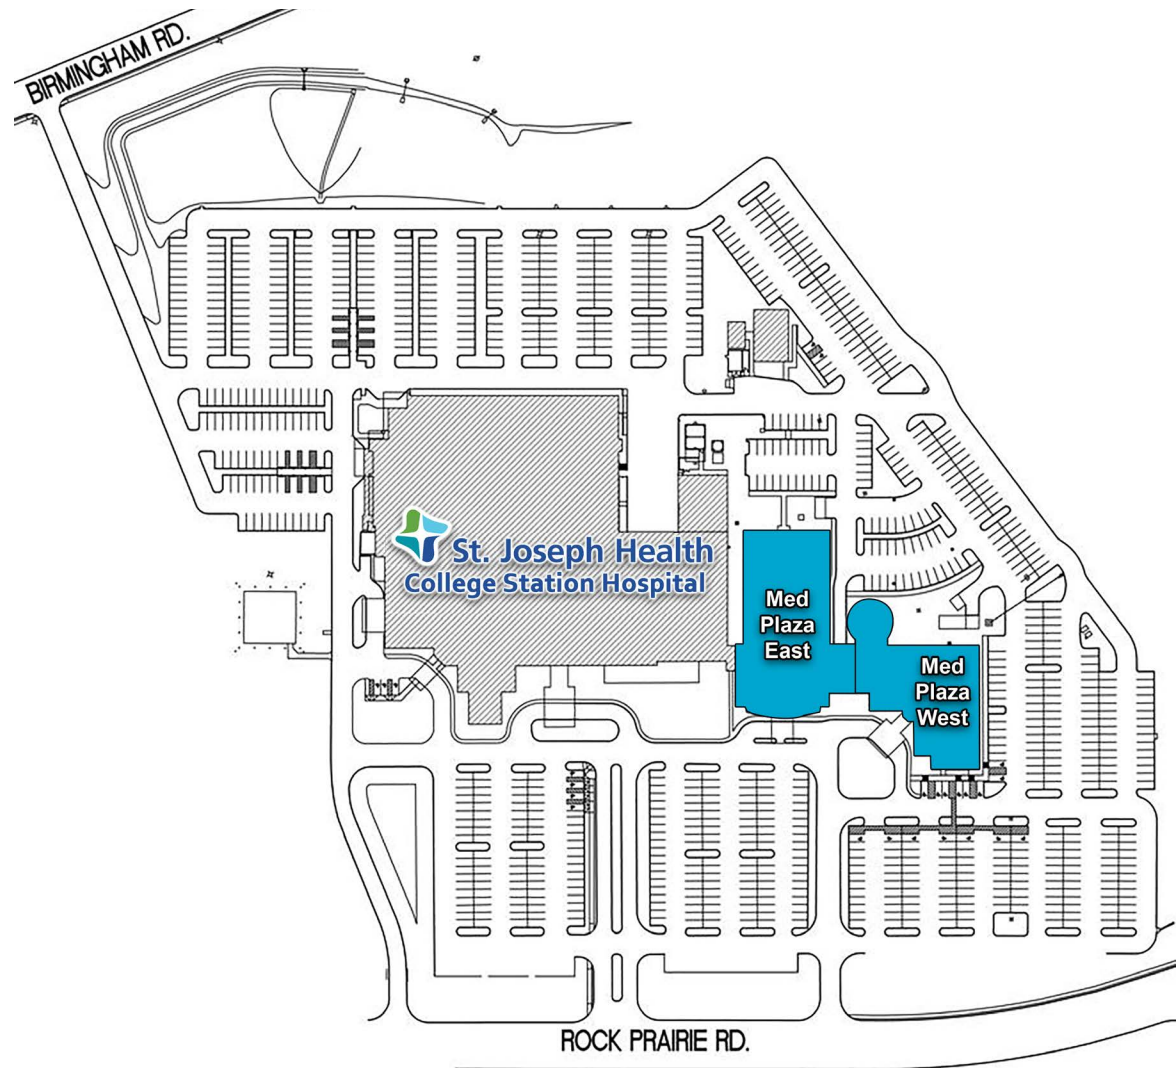 BIRMINGHAM RD.
St. Joseph Health
College Station Hospital
Med
Plaza
East
Med
Plaza
West
ROCK PRAIRIE RD.